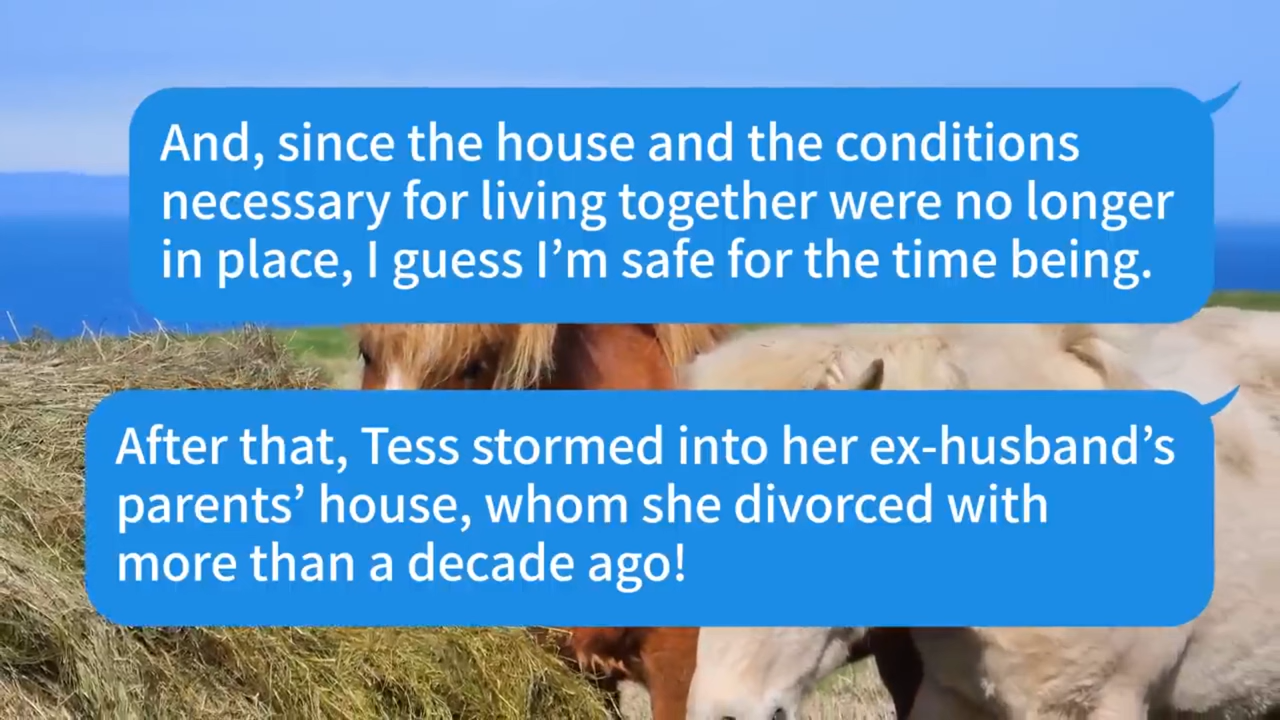 And, since the house and the conditions
necessary for living together were no longer
in place, I guess I’m safe for the time being.
After that, Tess stormed into her ex-husband’s
parents’ house, whom she divorced with
more than a decade ago!